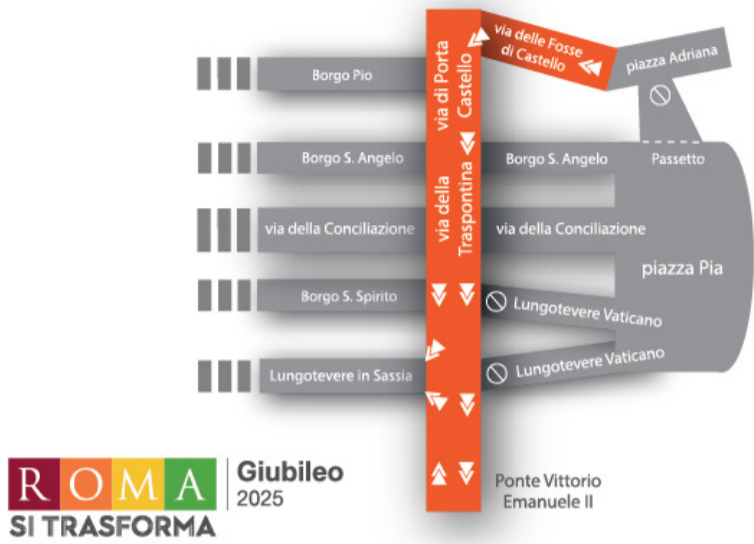 via delle Fosse
di Castello
piazza Adriana
via di Porta
Castello
Borgo Pio
Borgo S. Angelo
Borgo S. Angelo
Passetto
via della
Traspontina
via della Conciliazione
via della Conciliazione
piazza Pia
Borgo S. Spirito
Lungotevere Vaticano
Lungotevere in Sassia
Lungotevere Vaticano
Ponte Vittorio
Emanuele II
ROMA
SI TRASFORMA
Giubileo
2025